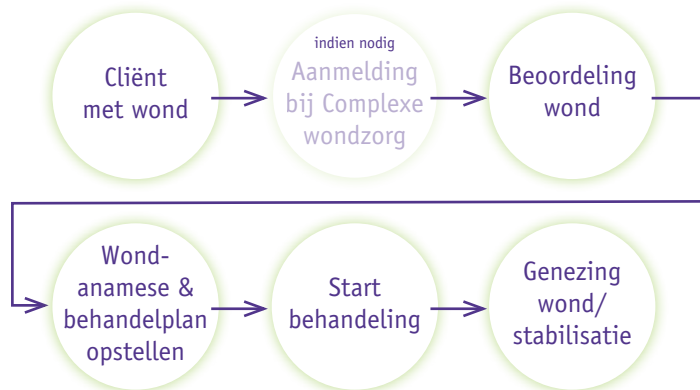 Cliënt
met wond
indien nodig
Aanmelding
bij Complexe
wondzorg
Beoordeling
wond
Wond-
anamese &
behandelplan
opstellen
Start
behandeling
Genezing
wond/
stabilisatie